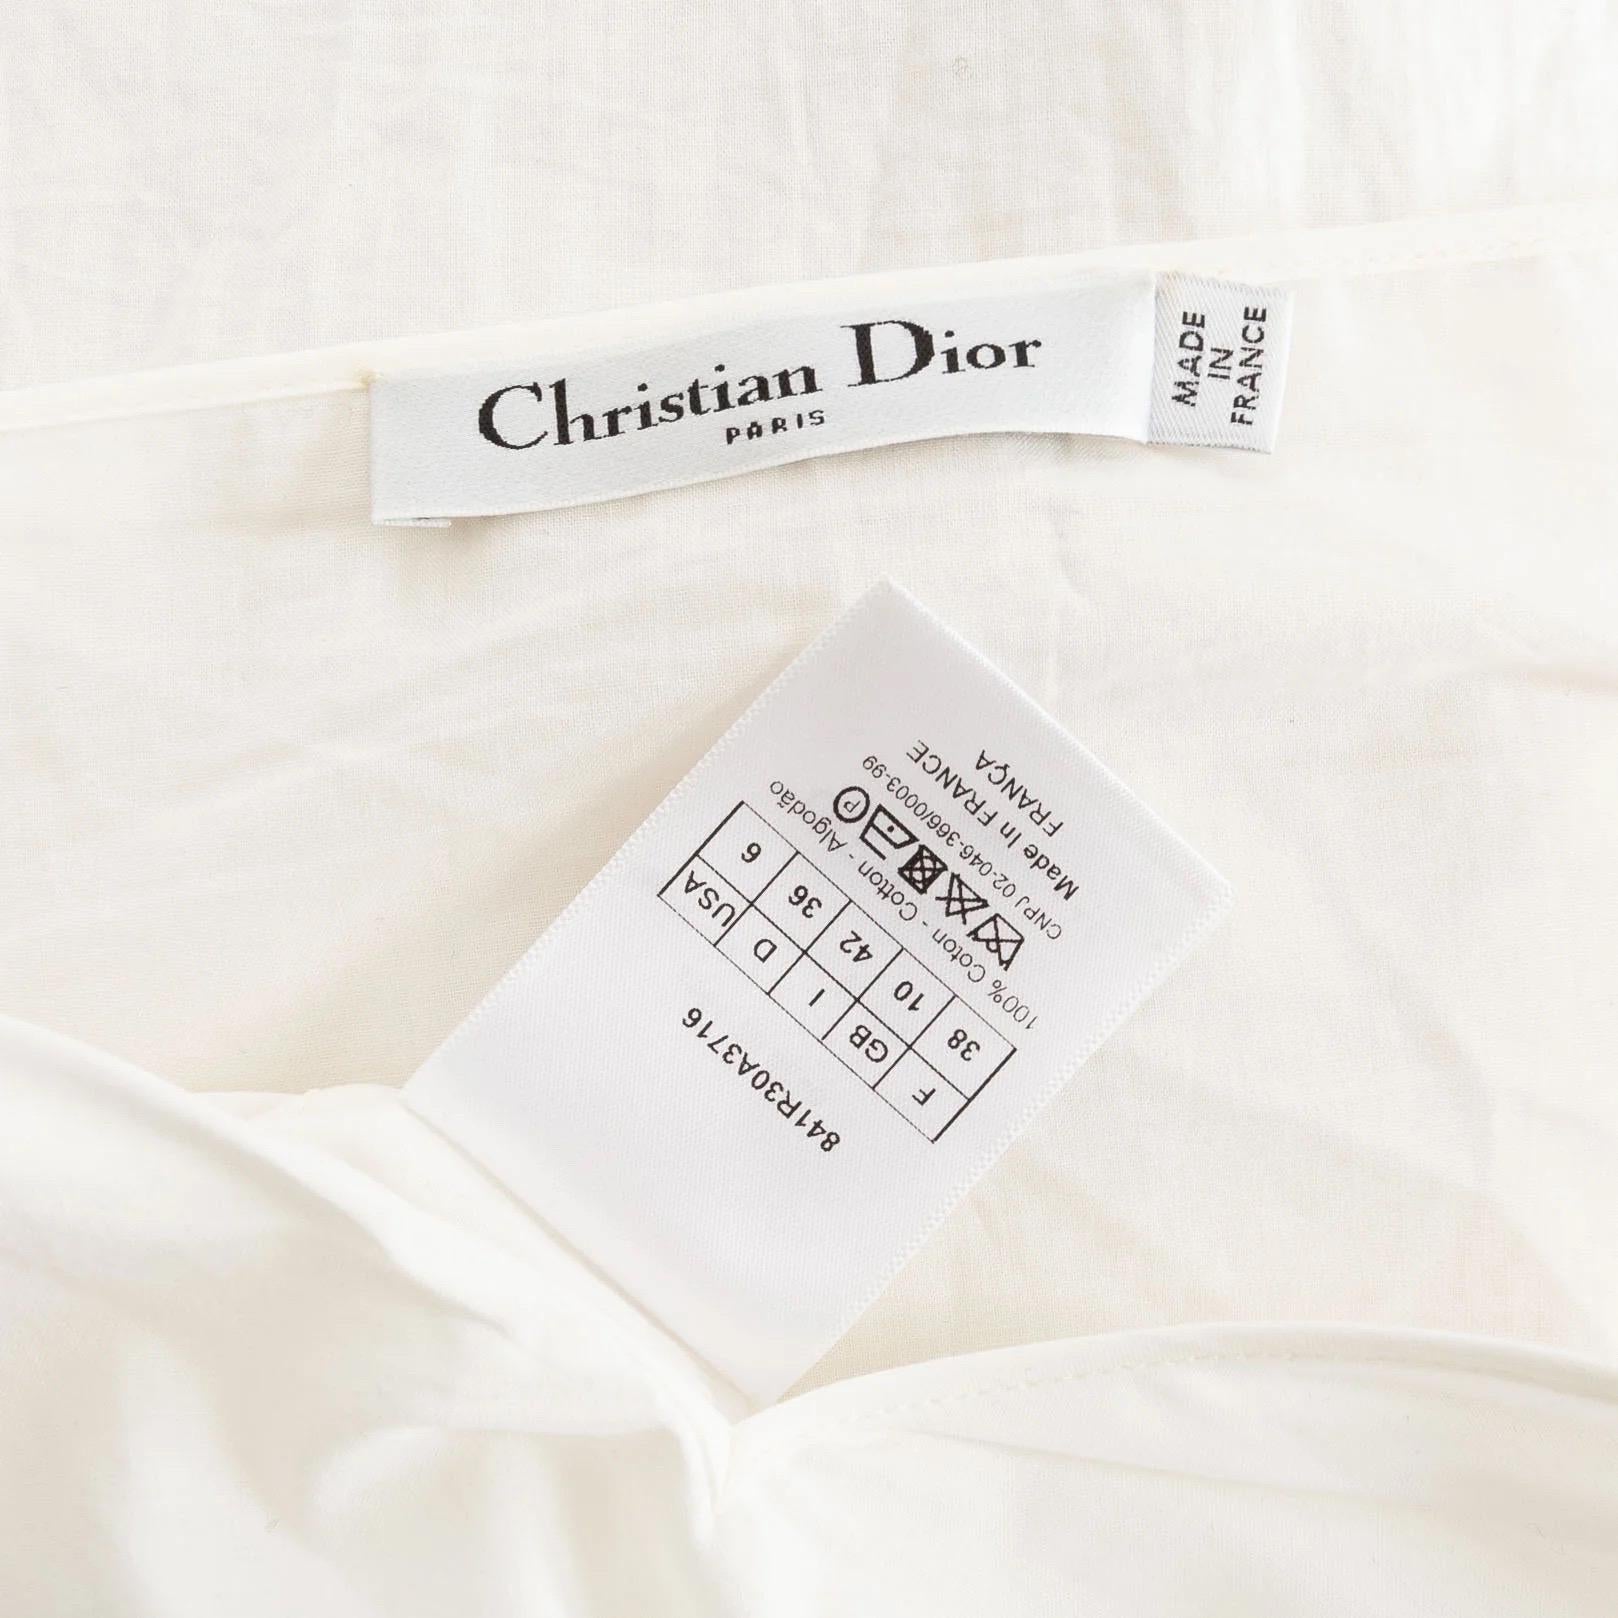 Christian Dior
PARIS
MADE
IN
FRANCE
841R30A3716
F GB I D USA
38 10 42 36 6
100% Coton - Cotton - Algodão
P
CNPJ 02-046-366/0003-99
Made In FRANCE
FRANÇA